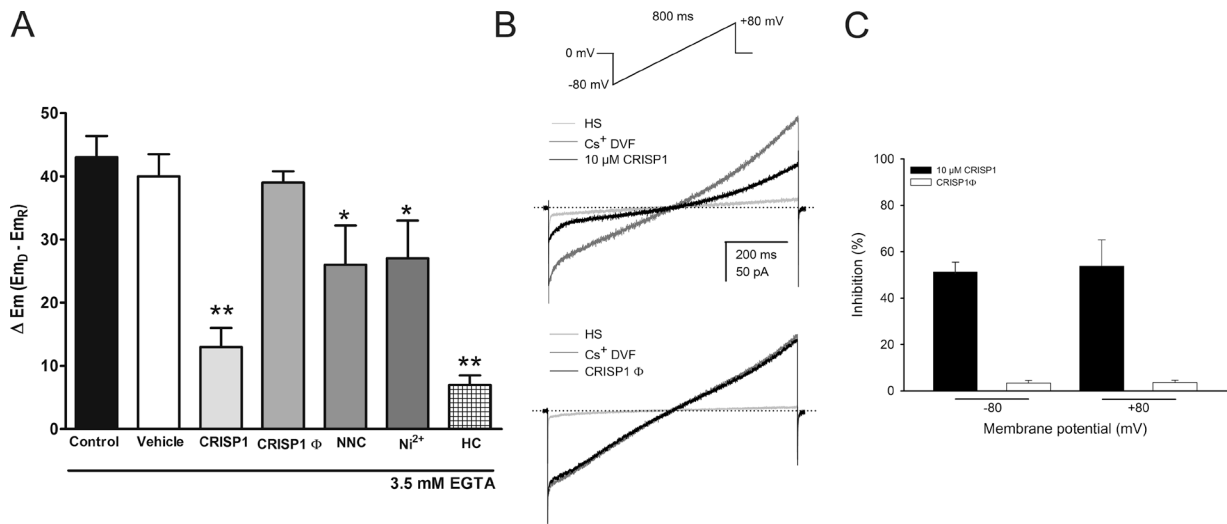 A
50
40
30
20
10
0
Δ Em (Em_D - Em_R)
**
*
*
**
Control Vehicle CRISP1 CRISP1 Φ NNC Ni²⁺ HC
3.5 mM EGTA
B
800 ms
+80 mV
0 mV
-80 mV
HS
Cs⁺ DVF
10 µM CRISP1
200 ms
50 pA
HS
Cs⁺ DVF
CRISP1 Φ
C
10 µM CRISP1
CRISP1Φ
100
80
60
40
20
0
Inhibition (%)
-80 +80
Membrane potential (mV)